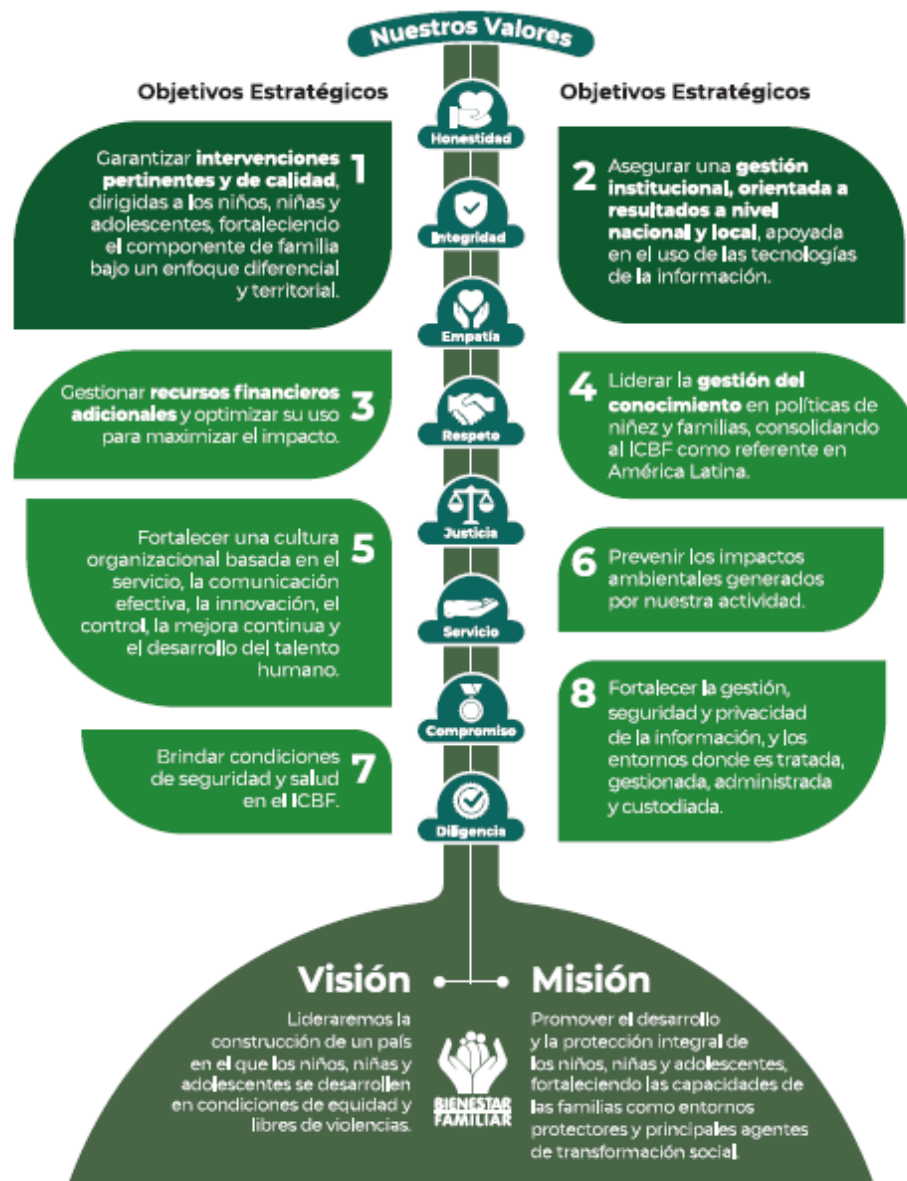 Nuestros Valores
Objetivos Estratégicos
Objetivos Estratégicos
Honestidad
1
Garantizar intervenciones
pertinentes y de calidad,
dirigidas a los niños, niñas y
adolescentes, fortaleciendo
el componente de familia
bajo un enfoque diferencial
y territorial.
2
Asegurar una gestión
institucional, orientada a
resultados a nivel
nacional y local, apoyada
en el uso de las tecnologías
de la información.
Integridad
Empatía
3
Gestionar recursos financieros
adicionales y optimizar su uso
para maximizar el impacto.
4
Liderar la gestión del
conocimiento en políticas de
niñez y familias, consolidando
al ICBF como referente en
América Latina.
Respeto
Justicia
5
Fortalecer una cultura
organizacional basada en el
servicio, la comunicación
efectiva, la innovación, el
control, la mejora continua y
el desarrollo del talento
humano.
6
Prevenir los impactos
ambientales generados
por nuestra actividad.
Servicio
Compromiso
7
Brindar condiciones
de seguridad y salud
en el ICBF.
8
Fortalecer la gestión,
seguridad y privacidad
de la información, y los
entornos donde es tratada,
gestionada, administrada
y custodiada.
Diligencia
Visión
Lideraremos la
construcción de un país
en el que los niños, niñas y
adolescentes se desarrollen
en condiciones de equidad y
libres de violencias.
BIENESTAR
FAMILIAR
Misión
Promover el desarrollo
y la protección integral de
los niños, niñas y adolescentes,
fortaleciendo las capacidades de
las familias como entornos
protectores y principales agentes
de transformación social.